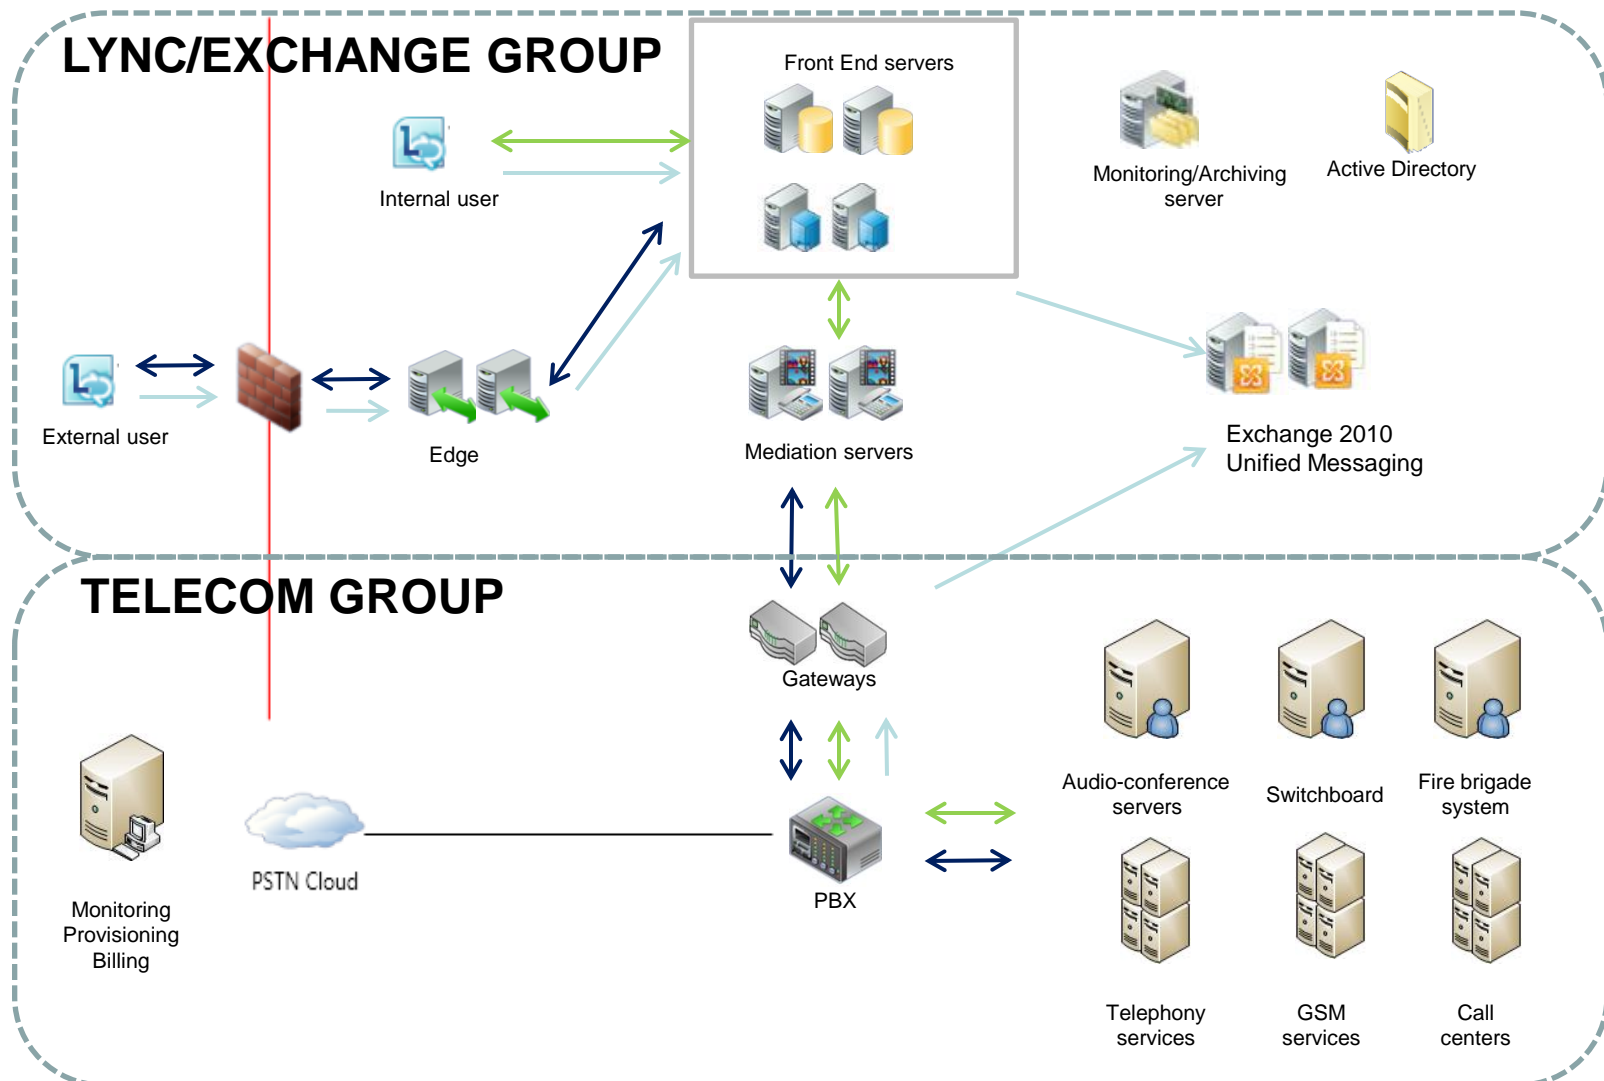 LYNC/EXCHANGE GROUP
Front End servers
Internal user
Monitoring/Archiving
server
Active Directory
External user
Edge
Mediation servers
Exchange 2010
Unified Messaging
TELECOM GROUP
Gateways
Audio-conference
servers
Switchboard
Fire brigade
system
PSTN Cloud
PBX
Monitoring
Provisioning
Billing
Telephony
services
GSM
services
Call
centers